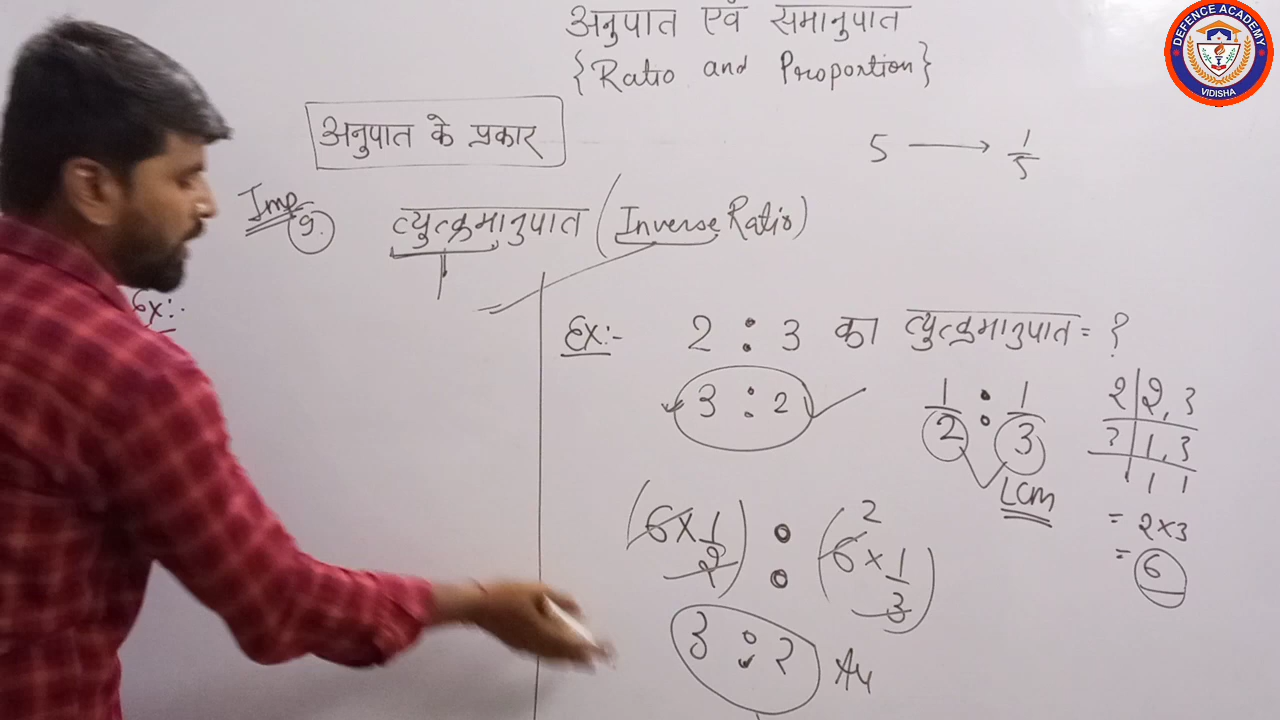 अनुपात एवं समानुपात
{Ratio and Proportion}
DEFENCE ACADEMY
VIDISHA
अनुपात के प्रकार
5 → 1/5
Imp
9. व्युत्क्रमानुपात (Inverse Ratio)
Ex:-
Ex:- 2 : 3 का व्युत्क्रमानुपात = ?
3 : 2
1/2 : 1/3
LCM
2 | 2, 3
3 | 1, 3
1 1
= 2×3
= 6
(6×1/2) : (6×1/3)
2
3 : 2